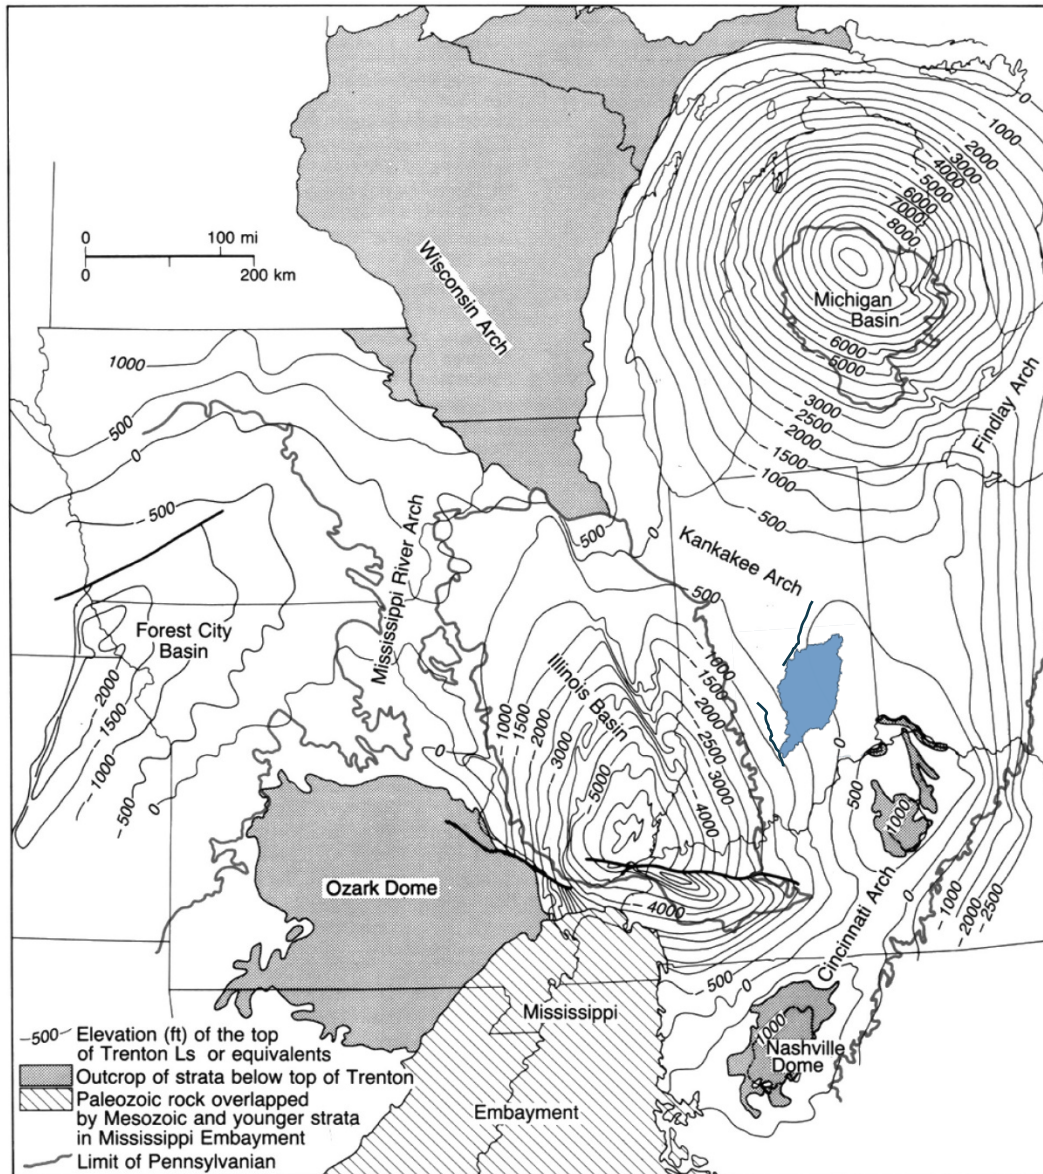 0
-1000
-2000
-3000
4000
-5000
6000
7000
8000
0 100 mi
0 200 km
Wisconsin Arch
Michigan
Basin
6000
-5000
-3000
-2500
-2000
-1500
-1000
-500
Findlay Arch
1000
500
0
-500
-500
0
Kankakee Arch
500
Mississippi River Arch
Forest City
Basin
2000
-1500
-1000
-500
0
Illinois Basin
1000
1500
-2000
-2500
-3000
-4000
-1000
-1500
-2000
-3000
5000
0
0
500
1000
Ozark Dome
-4000
Cincinnati Arch
0
-1000
-2000
-2500
-500
0
1000
Nashville
Dome
Mississippi
Embayment
-500 Elevation (ft) of the top
of Trenton Ls or equivalents
Outcrop of strata below top of Trenton
Paleozoic rock overlapped
by Mesozoic and younger strata
in Mississippi Embayment
Limit of Pennsylvanian